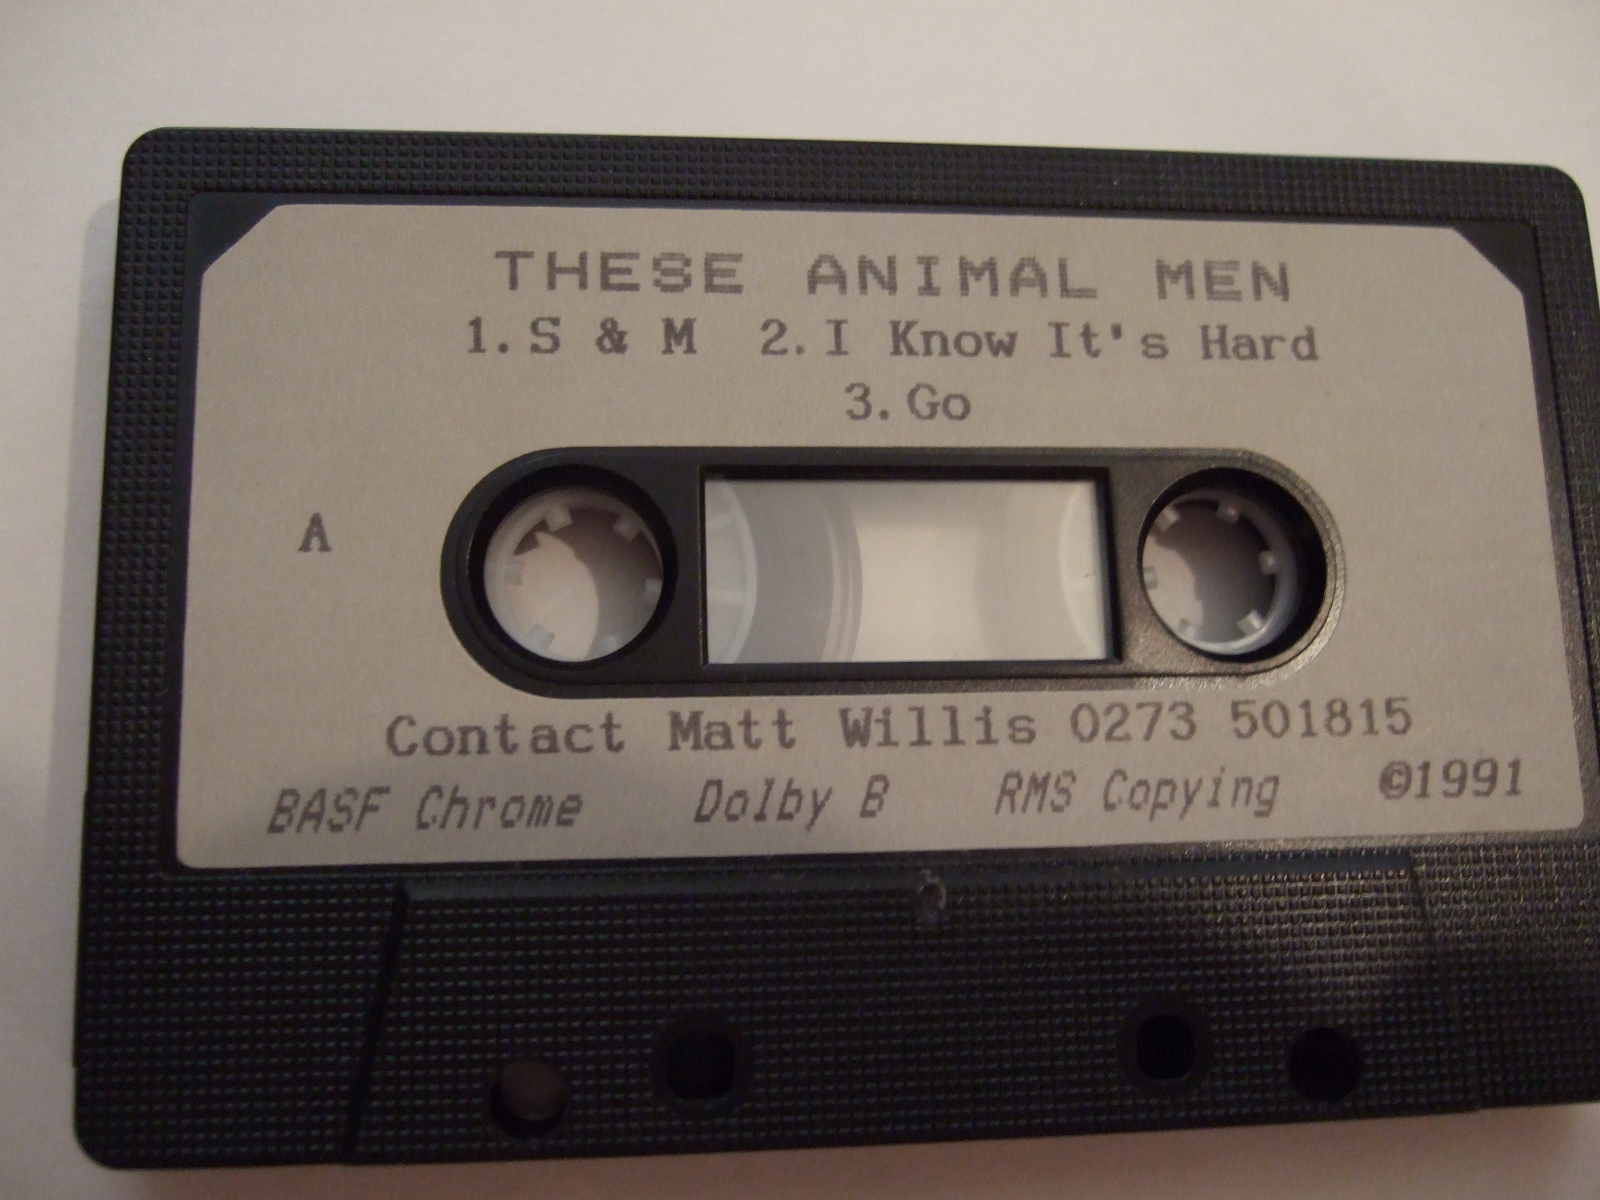 THESE ANIMAL MEN
1. S & M 2. I Know It's Hard
3. Go
A
Contact Matt Willis 0273 501815
BASF Chrome Dolby B RMS Copying ©1991